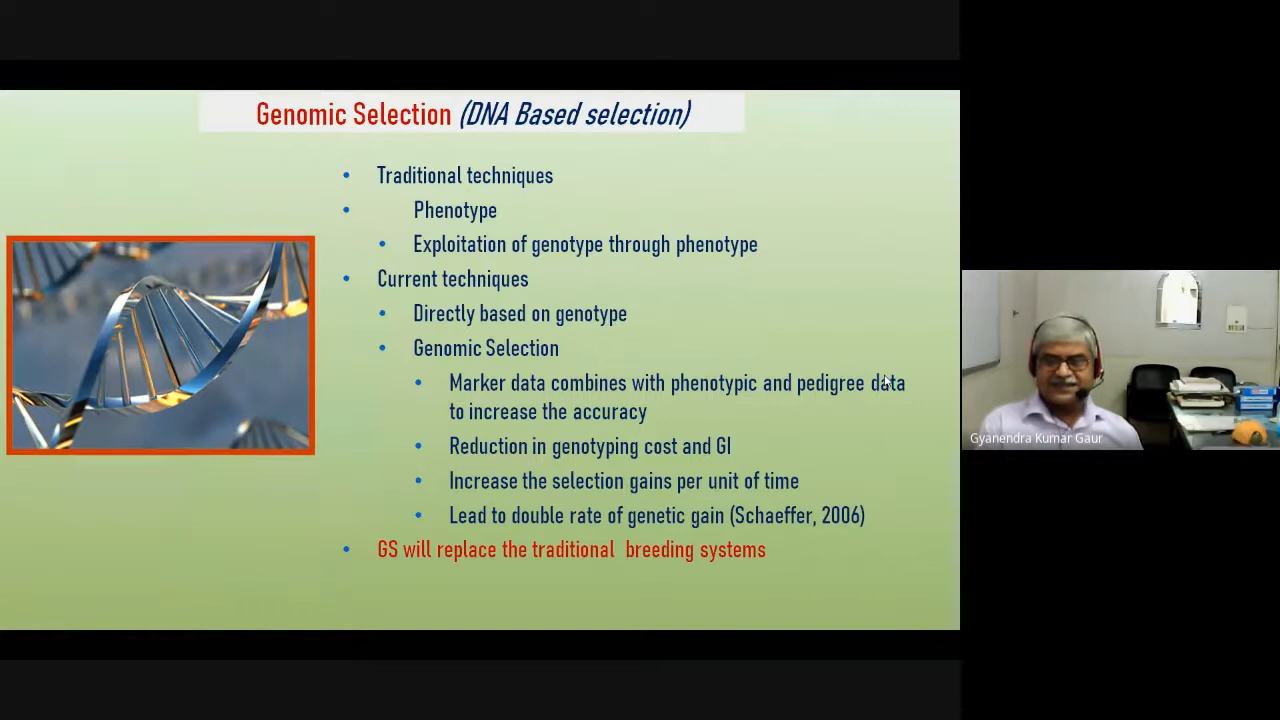 Genomic Selection (DNA Based selection)
• Traditional techniques
• Phenotype
• Exploitation of genotype through phenotype
• Current techniques
• Directly based on genotype
• Genomic Selection
• Marker data combines with phenotypic and pedigree data
to increase the accuracy
• Reduction in genotyping cost and GI
• Increase the selection gains per unit of time
• Lead to double rate of genetic gain (Schaeffer, 2006)
• GS will replace the traditional breeding systems
Gyanendra Kumar Gaur